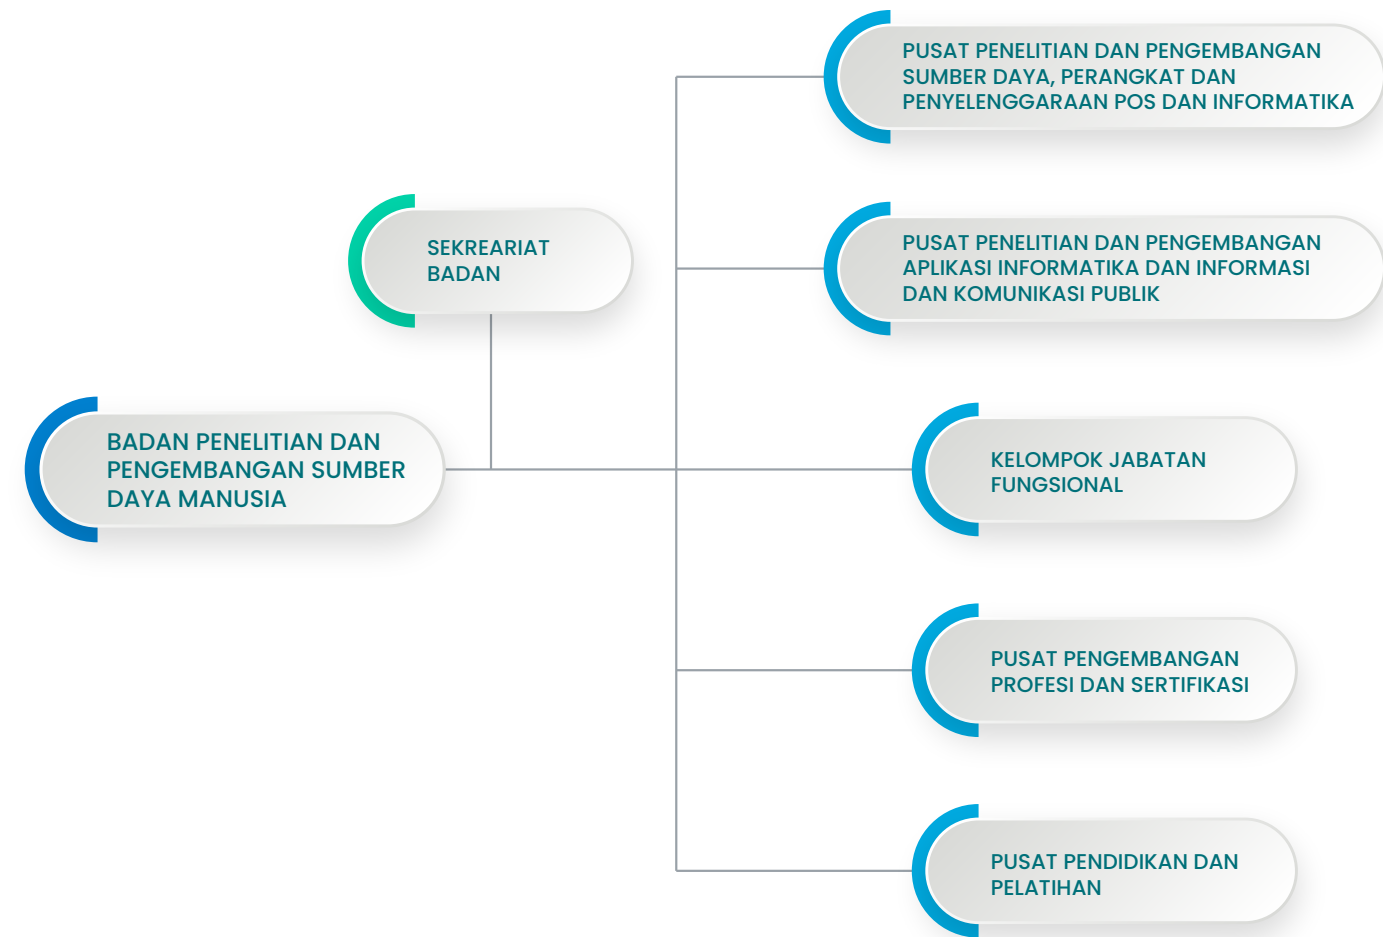 PUSAT PENELITIAN DAN PENGEMBANGAN
SUMBER DAYA, PERANGKAT DAN
PENYELENGGARAAN POS DAN INFORMATIKA
PUSAT PENELITIAN DAN PENGEMBANGAN
APLIKASI INFORMATIKA DAN INFORMASI
DAN KOMUNIKASI PUBLIK
SEKREARIAT
BADAN
BADAN PENELITIAN DAN
PENGEMBANGAN SUMBER
DAYA MANUSIA
KELOMPOK JABATAN
FUNGSIONAL
PUSAT PENGEMBANGAN
PROFESI DAN SERTIFIKASI
PUSAT PENDIDIKAN DAN
PELATIHAN